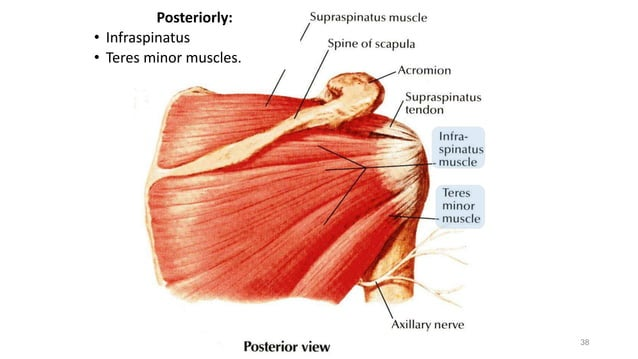 Posteriorly:
• Infraspinatus
• Teres minor muscles.
Supraspinatus muscle
Spine of scapula
Acromion
Supraspinatus
tendon
Infra-
spinatus
muscle
Teres
minor
muscle
Axillary nerve
Posterior view
38